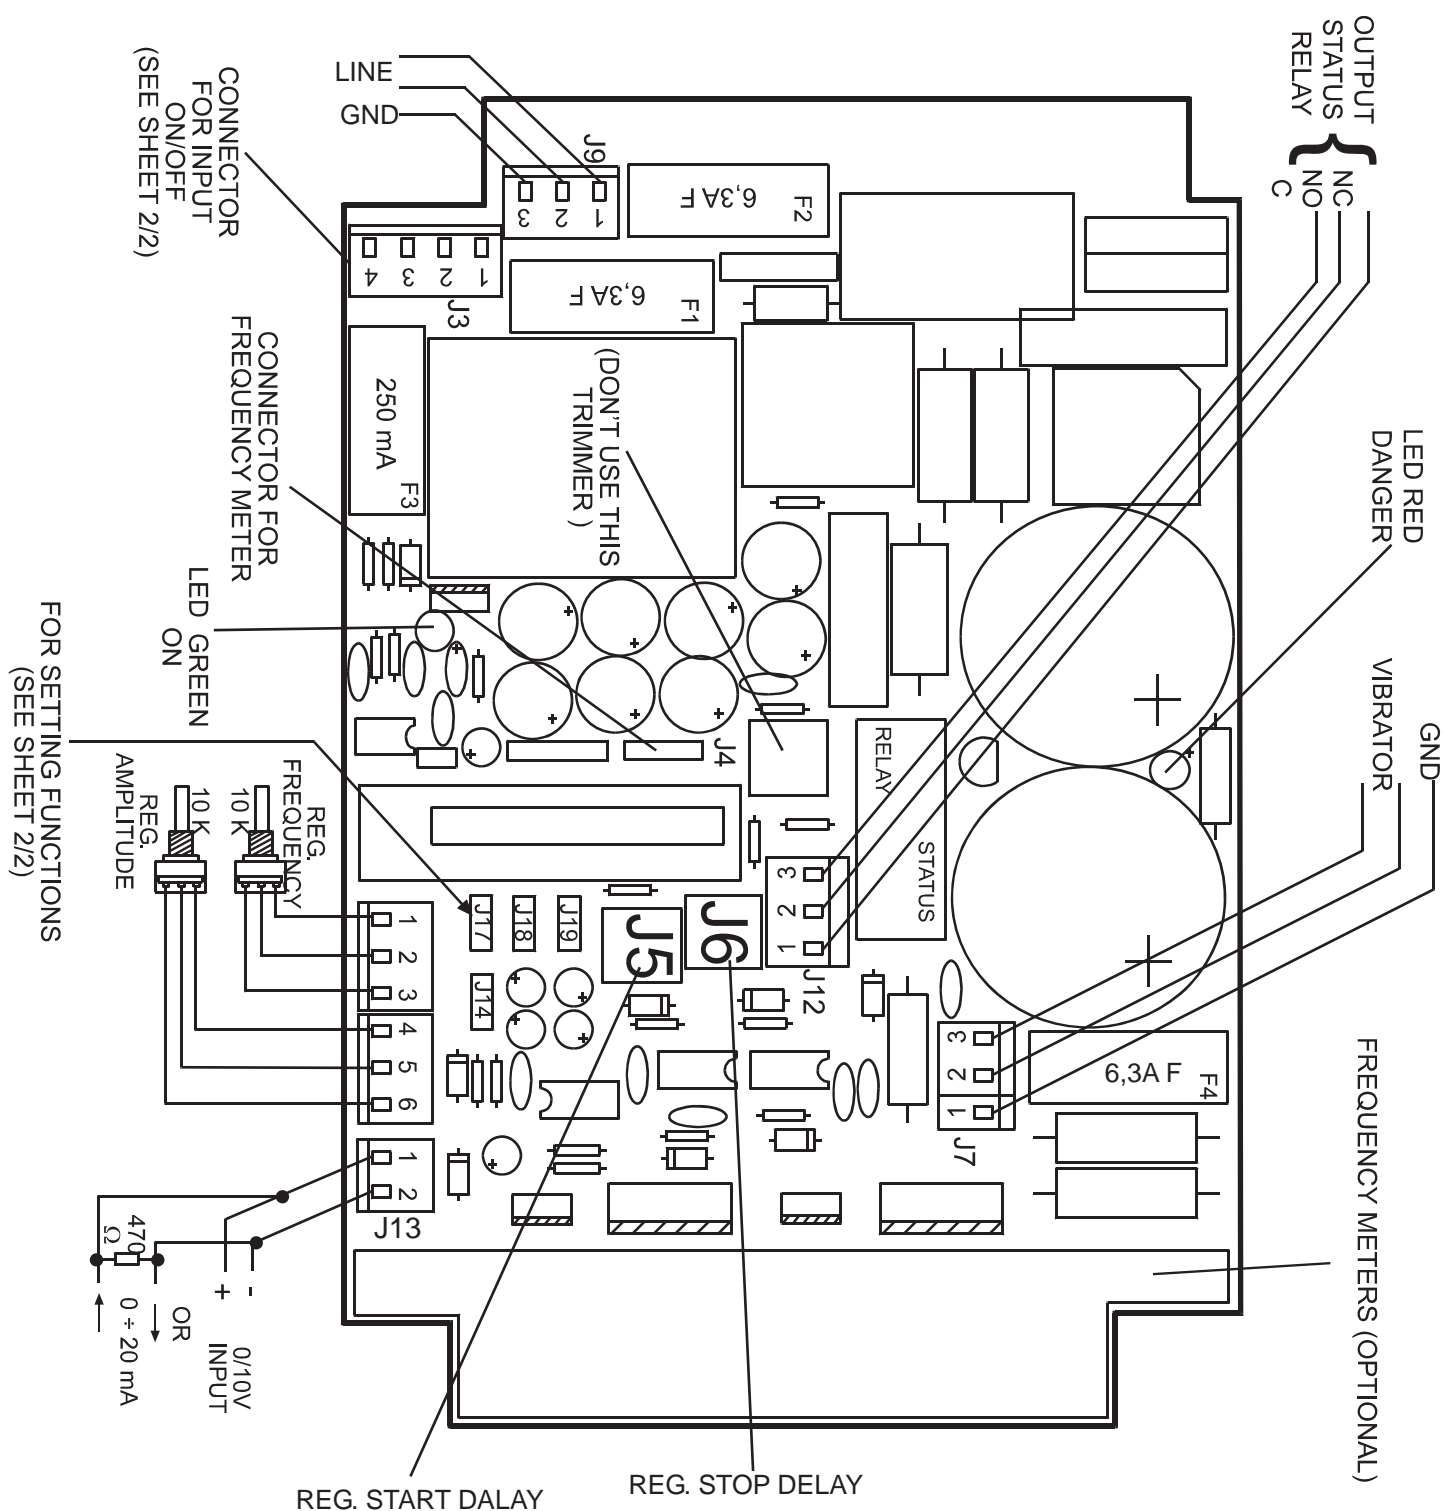 OUTPUT
STATUS
RELAY
NC
NO
C
LINE
GND
CONNECTOR
FOR INPUT
ON/OFF
(SEE SHEET 2/2)
J9
1
2
3
6,3A F
F2
1
2
3
4
J3
6,3A F
F1
250 mA
F3
(DON'T USE THIS
TRIMMER )
CONNECTOR FOR
FREQUENCY METER
LED RED
DANGER
LED GREEN
ON
VIBRATOR
GND
FOR SETTING FUNCTIONS
(SEE SHEET 2/2)
J4
RELAY
STATUS
REG.
FREQUENCY
10 K
10 K
REG.
AMPLITUDE
3
2
1
J12
J17
J18
J19
J14
J5
J6
1
2
3
4
5
6
3
2
1
J7
6,3A F
F4
FREQUENCY METERS (OPTIONAL)
1
2
J13
470
Ω
+
-
OR
0 ÷ 20 mA
0/10V
INPUT
REG. START DALAY
REG. STOP DELAY